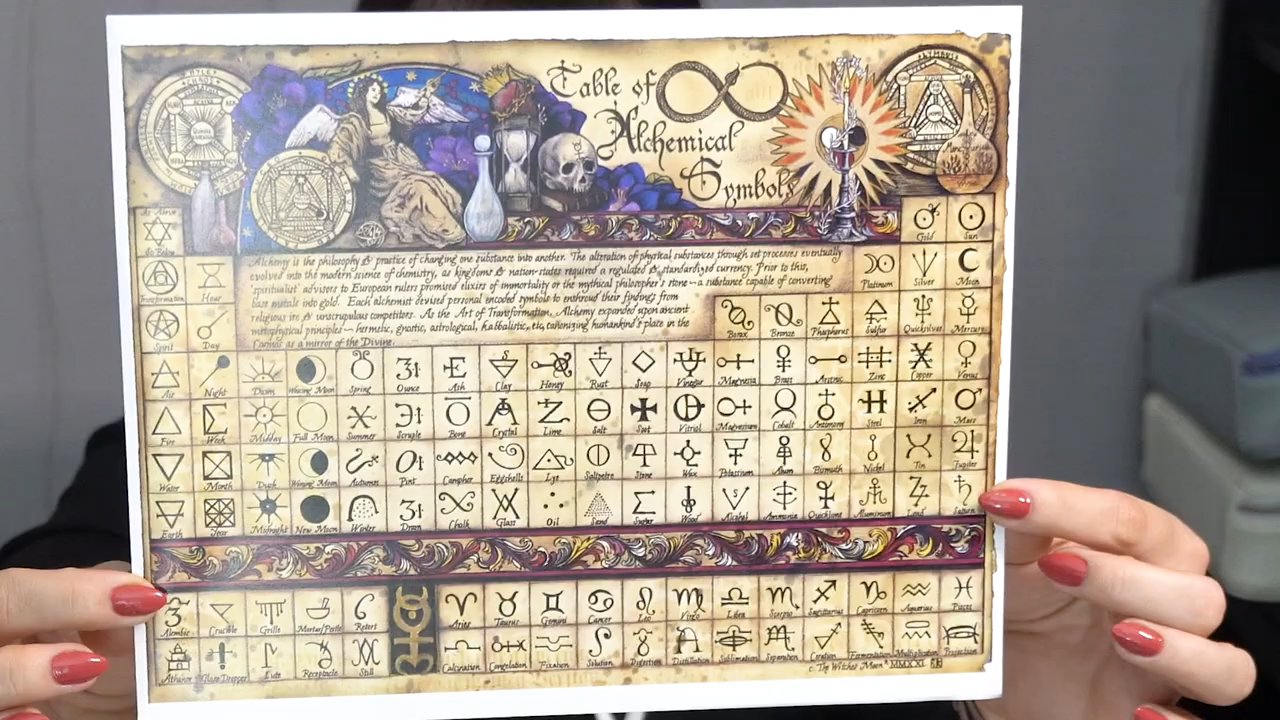 Table of
Alchemical
Symbols
As Above
So Below
Gold Sun
Alchemy is the philosophy & practice of changing one substance into another. The alteration of physical substances through set processes eventually
evolved into the modern science of chemistry, as kingdoms & nation-states required a regulated & standardized currency. Prior to this,
'spiritual' advisors to European rulers promised elixirs of immortality or the mythical philosopher's stone — a substance capable of converting
base metals into gold. Each alchemist devised personal encoded symbols to enshroud their findings from
religious ire & unscrupulous competitors. As the Art of Transformation, Alchemy expanded upon ancient
metaphysical principles — hermetic, gnostic, astrological, kabbalistic, etc, canonizing humankind's place in the
Cosmos as a mirror of the Divine.
Transformation Hour Platinum Silver Moon
Spirit Day Borax Bronze Phosphorus Sulfur Quicksilver Mercury
Air Night Dawn Waxing Moon Spring Ounce Ash Clay Honey Rust Soap Vinegar Magnesia Brass Arsenic Zinc Copper Venus
Fire Week Midday Full Moon Summer Scruple Bone Crystal Lime Salt Soot Vitriol Magnesium Cobalt Antimony Steel Iron Mars
Water Month Dusk Waning Moon Autumn Pint Camphor Eggshells Lye Saltpetre Stone Wax Potassium Alum Bismuth Nickel Tin Jupiter
Earth Year Midnight New Moon Winter Dram Chalk Glass Oil Sand Sugar Wood Alcohol Ammonia Quicklime Aluminum Lead Saturn
Alembic Crucible Grille Mortar/Pestle Retort Aries Taurus Gemini Cancer Leo Virgo Libra Scorpio Sagittarius Capricorn Aquarius Pisces
Athanor Glass Dropper Lute Receptacle Still Calcination Congelation Fixation Solution Digestion Distillation Sublimation Separation Ceration Fermentation Multiplication Projection
c. The Witches Moon® MMXXI